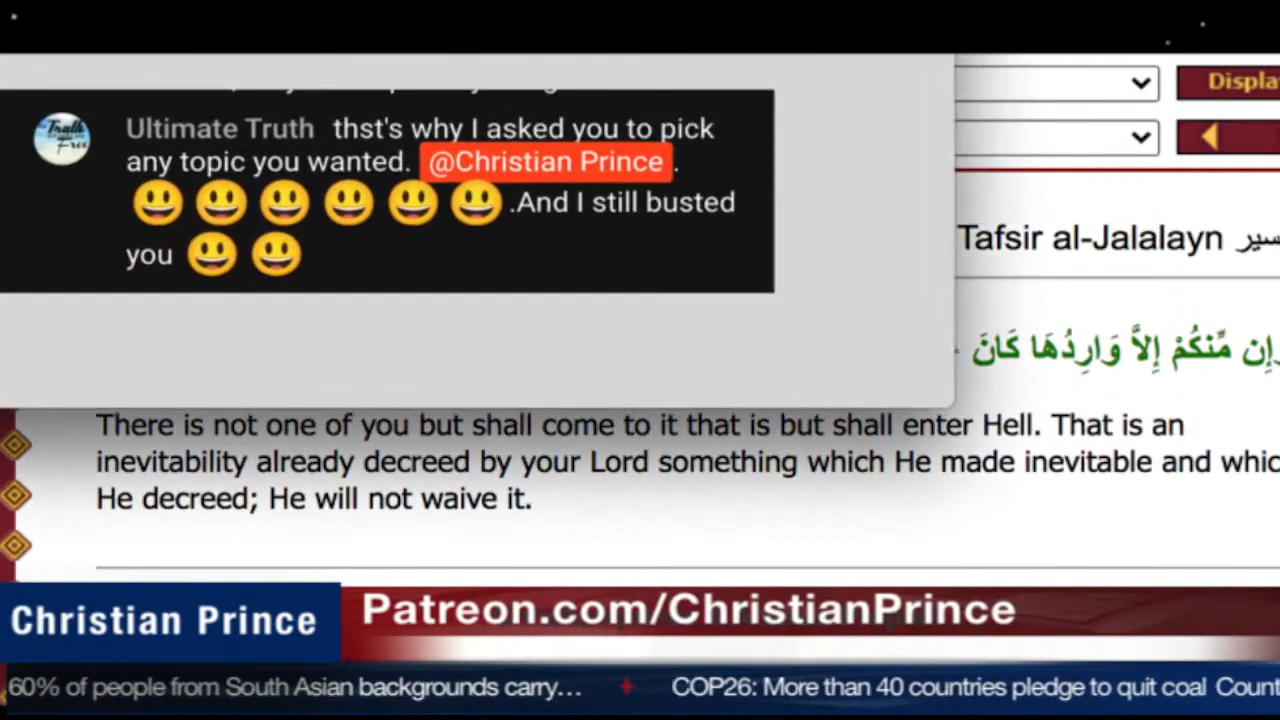 Ultimate Truth thst's why I asked you to pick
any topic you wanted. @Christian Prince .
😃😃😃😃😃😃 .And I still busted
you 😃😃
Tafsir al-Jalalayn
مِّنكُمْ إِلاَّ وَارِدُهَا كَانَ
There is not one of you but shall come to it that is but shall enter Hell. That is an
inevitability already decreed by your Lord something which He made inevitable and
He decreed; He will not waive it.
Christian Prince
Patreon.com/ChristianPrince
60% of people from South Asian backgrounds carry...
COP26: More than 40 countries pledge to quit coal